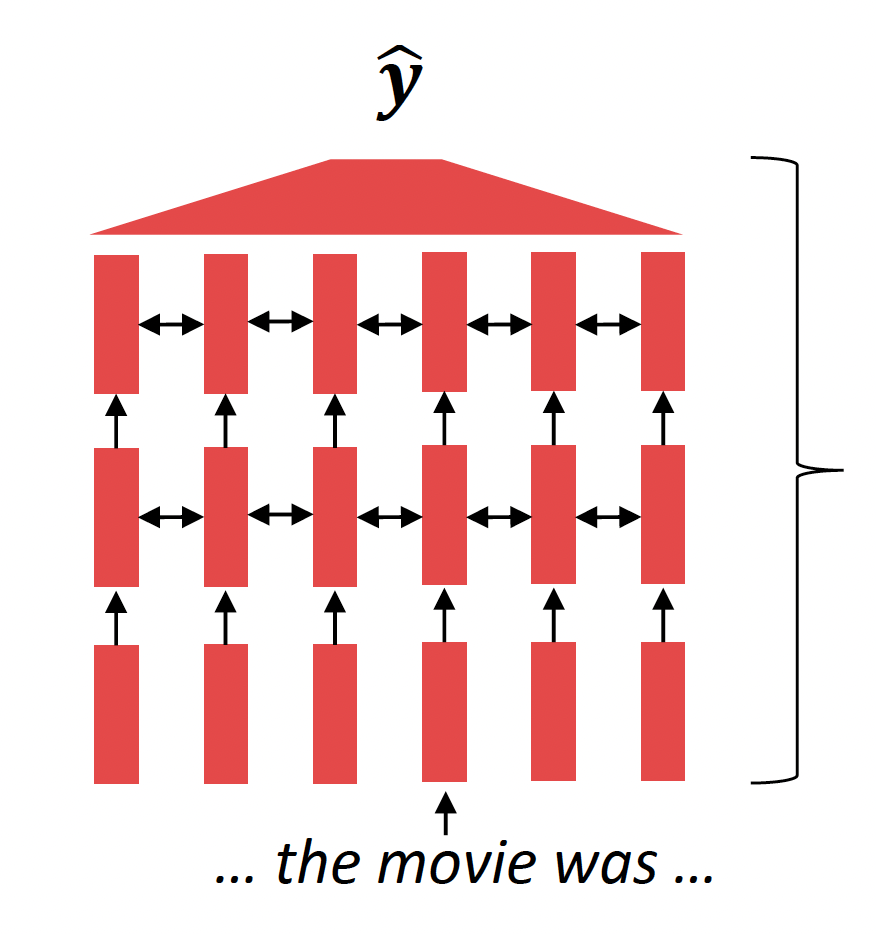 ŷ
… the movie was …